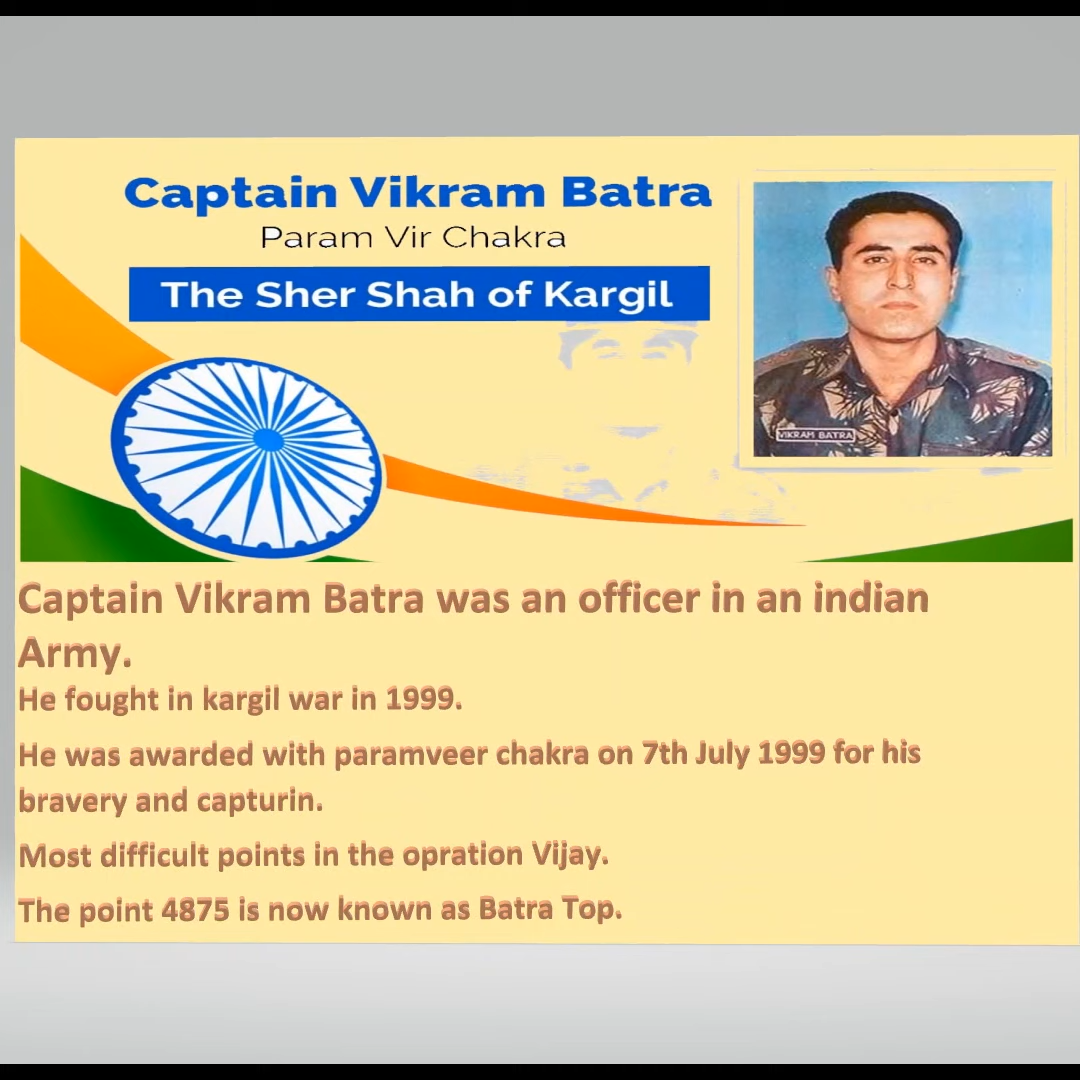 Captain Vikram Batra
Param Vir Chakra
The Sher Shah of Kargil
VIKRAM BATRA
Captain Vikram Batra was an officer in an indian
Army.
He fought in kargil war in 1999.
He was awarded with paramveer chakra on 7th July 1999 for his
bravery and capturin.
Most difficult points in the opration Vijay.
The point 4875 is now known as Batra Top.